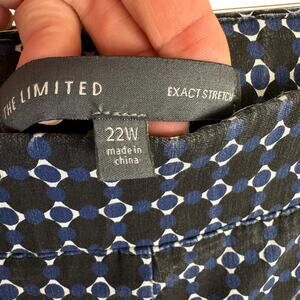 THE LIMITED
EXACT STRETCH
22W
made in
china